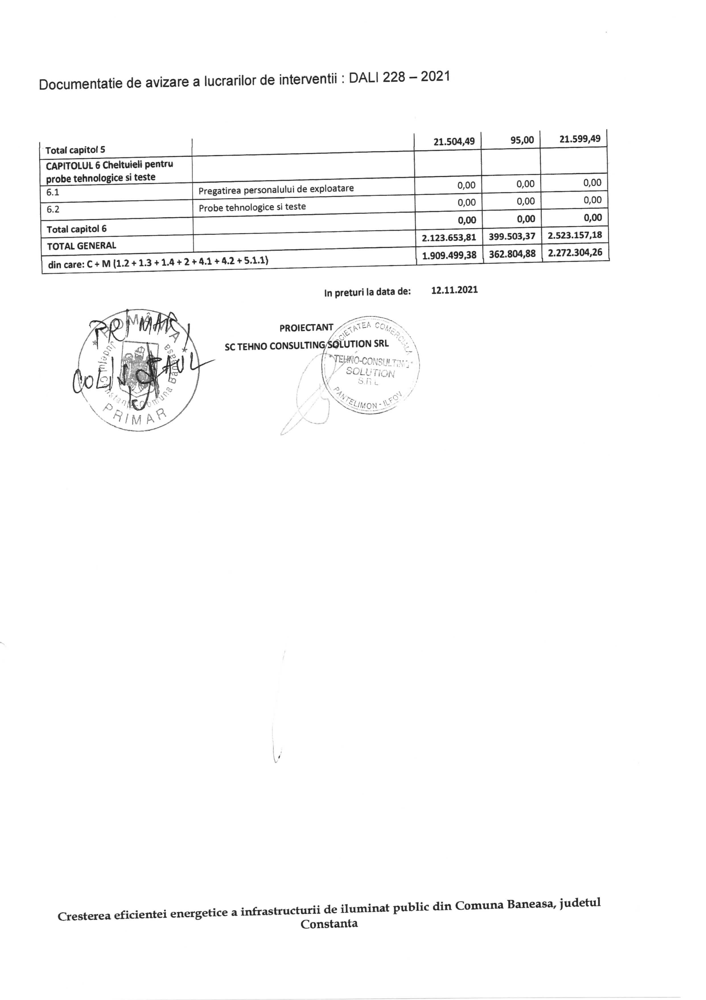 Documentatie de avizare a lucrarilor de interventii : DALI 228 – 2021
Total capitol 5 21.504,49 95,00 21.599,49
CAPITOLUL 6 Cheltuieli pentru
probe tehnologice si teste
6.1 Pregatirea personalului de exploatare 0,00 0,00 0,00
6.2 Probe tehnologice si teste 0,00 0,00 0,00
Total capitol 6 0,00 0,00 0,00
TOTAL GENERAL 2.123.653,81 399.503,37 2.523.157,18
din care: C + M (1.2 + 1.3 + 1.4 + 2 + 4.1 + 4.2 + 5.1.1) 1.909.499,38 362.804,88 2.272.304,26
In preturi la data de: 12.11.2021
ROMÂNIA
Judetul Constanta-Comuna Baneasa
PRIMAR
PRIMAR,
PROIECTANT
SC TEHNO CONSULTING SOLUTION SRL
SOCIETATEA COMERCIALĂ
"TEHNO-CONSULTING"
SOLUTION
S.R.L
PANTELIMON - ILFOV
Cresterea eficientei energetice a infrastructurii de iluminat public din Comuna Baneasa, judetul
Constanta